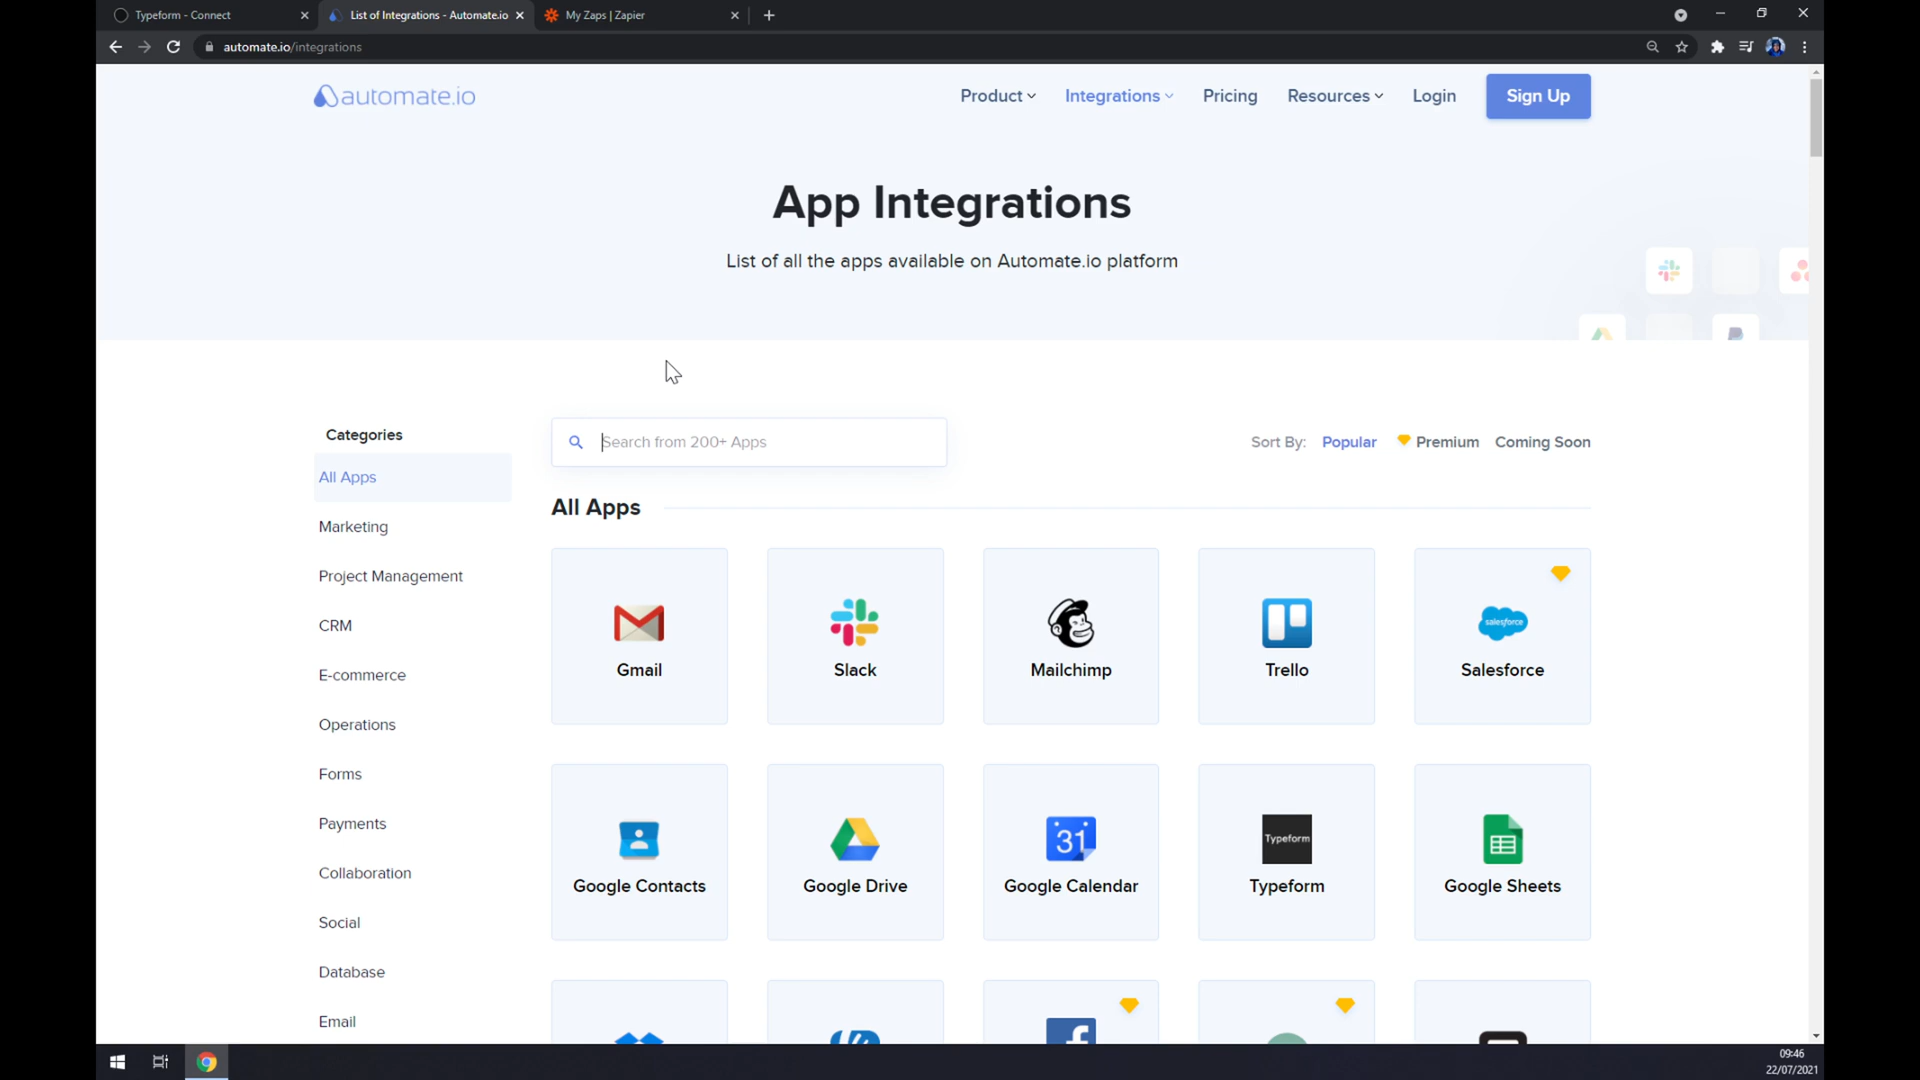 Typeform - Connect
List of Integrations - Automate.io
My Zaps | Zapier
automate.io/integrations
automate.io
Product
Integrations
Pricing
Resources
Login
Sign Up
App Integrations
List of all the apps available on Automate.io platform
Categories
All Apps
Marketing
Project Management
CRM
E-commerce
Operations
Forms
Payments
Collaboration
Social
Database
Email
Search from 200+ Apps
Sort By: Popular Premium Coming Soon
All Apps
Gmail
Slack
Mailchimp
Trello
salesforce
Salesforce
Google Contacts
Google Drive
31
Google Calendar
Typeform
Typeform
Google Sheets
09:46
22/07/2021